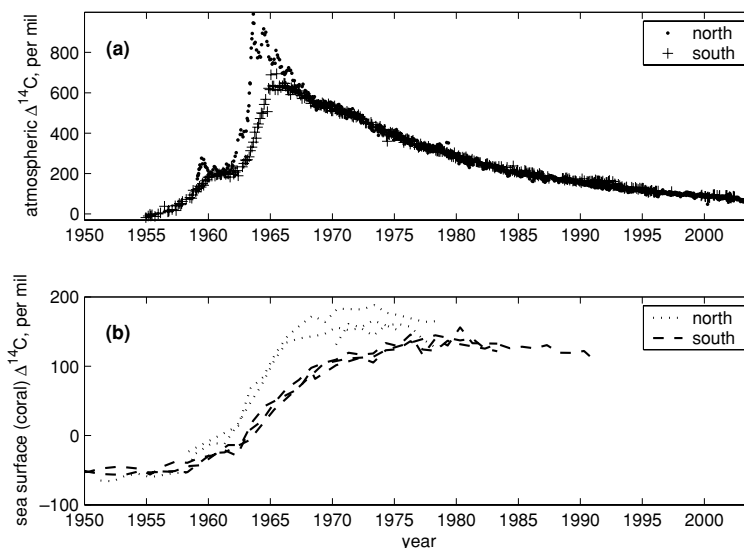 (a)
north
south
atmospheric Δ¹⁴C, per mil
800
600
400
200
0
1950 1955 1960 1965 1970 1975 1980 1985 1990 1995 2000
(b)
north
south
sea surface (coral) Δ¹⁴C, per mil
200
100
0
−100
1950 1955 1960 1965 1970 1975 1980 1985 1990 1995 2000
year